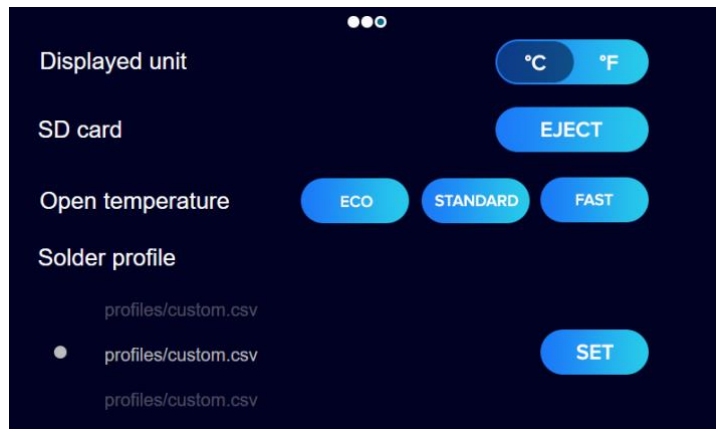 Displayed unit °C °F
SD card EJECT
Open temperature ECO STANDARD FAST
Solder profile
profiles/custom.csv
profiles/custom.csv SET
profiles/custom.csv